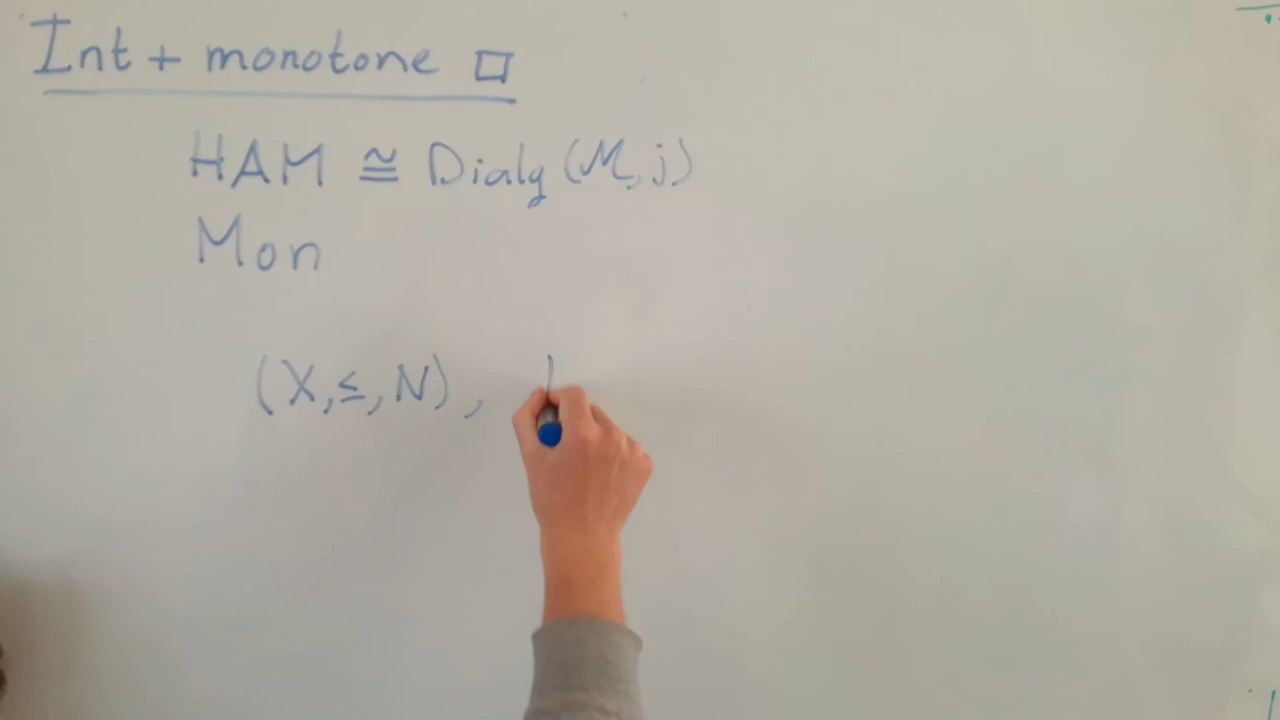 Int + monotone □
HAM ≅ Dialg (M, j)
Mon
(X, ≤, N) ,